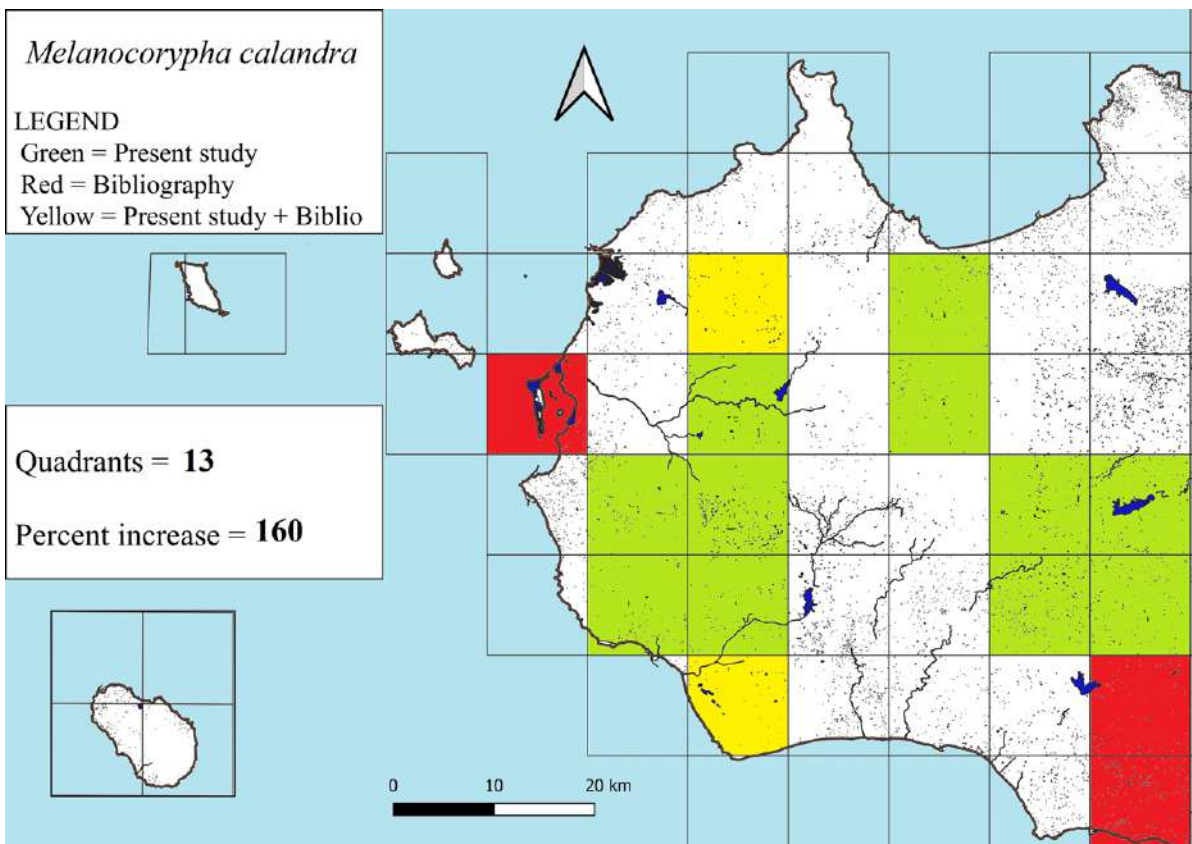 Melanocorypha calandra
LEGEND
Green = Present study
Red = Bibliography
Yellow = Present study + Biblio
Quadrants = 13
Percent increase = 160
0 10 20 km